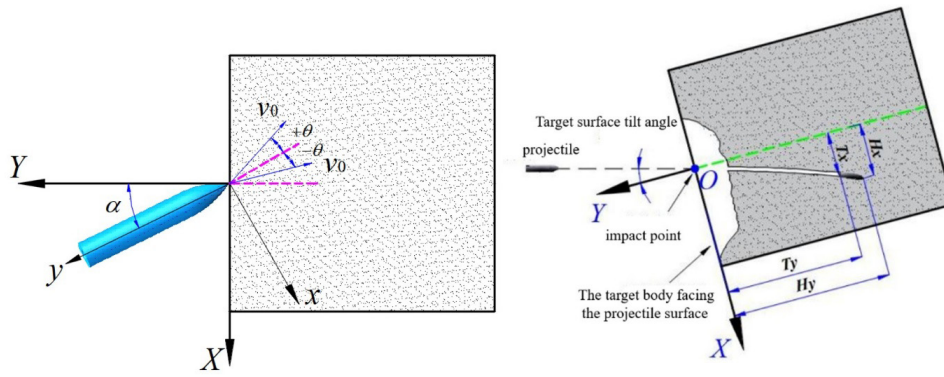 v0
+θ
-θ
v0
Y
α
y
x
X
Target surface tilt angle
projectile
Tx
Hx
O
Y
impact point
The target body facing
the projectile surface
Ty
Hy
X